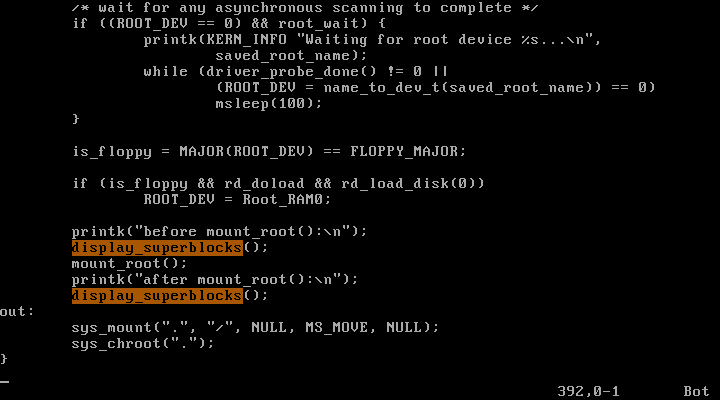 /* wait for any asynchronous scanning to complete */
        if ((ROOT_DEV == 0) && root_wait) {
                printk(KERN_INFO "Waiting for root device %s...\n",
                        saved_root_name);
                while (driver_probe_done() != 0 ||
                        (ROOT_DEV = name_to_dev_t(saved_root_name)) == 0)
                        msleep(100);
        }

        is_floppy = MAJOR(ROOT_DEV) == FLOPPY_MAJOR;

        if (is_floppy && rd_doload && rd_load_disk(0))
                ROOT_DEV = Root_RAM0;

        printk("before mount_root():\n");
        display_superblocks();
        mount_root();
        printk("after mount_root():\n");
        display_superblocks();
out:
        sys_mount(".", "/", NULL, MS_MOVE, NULL);
        sys_chroot(".");
}
392,0-1 Bot